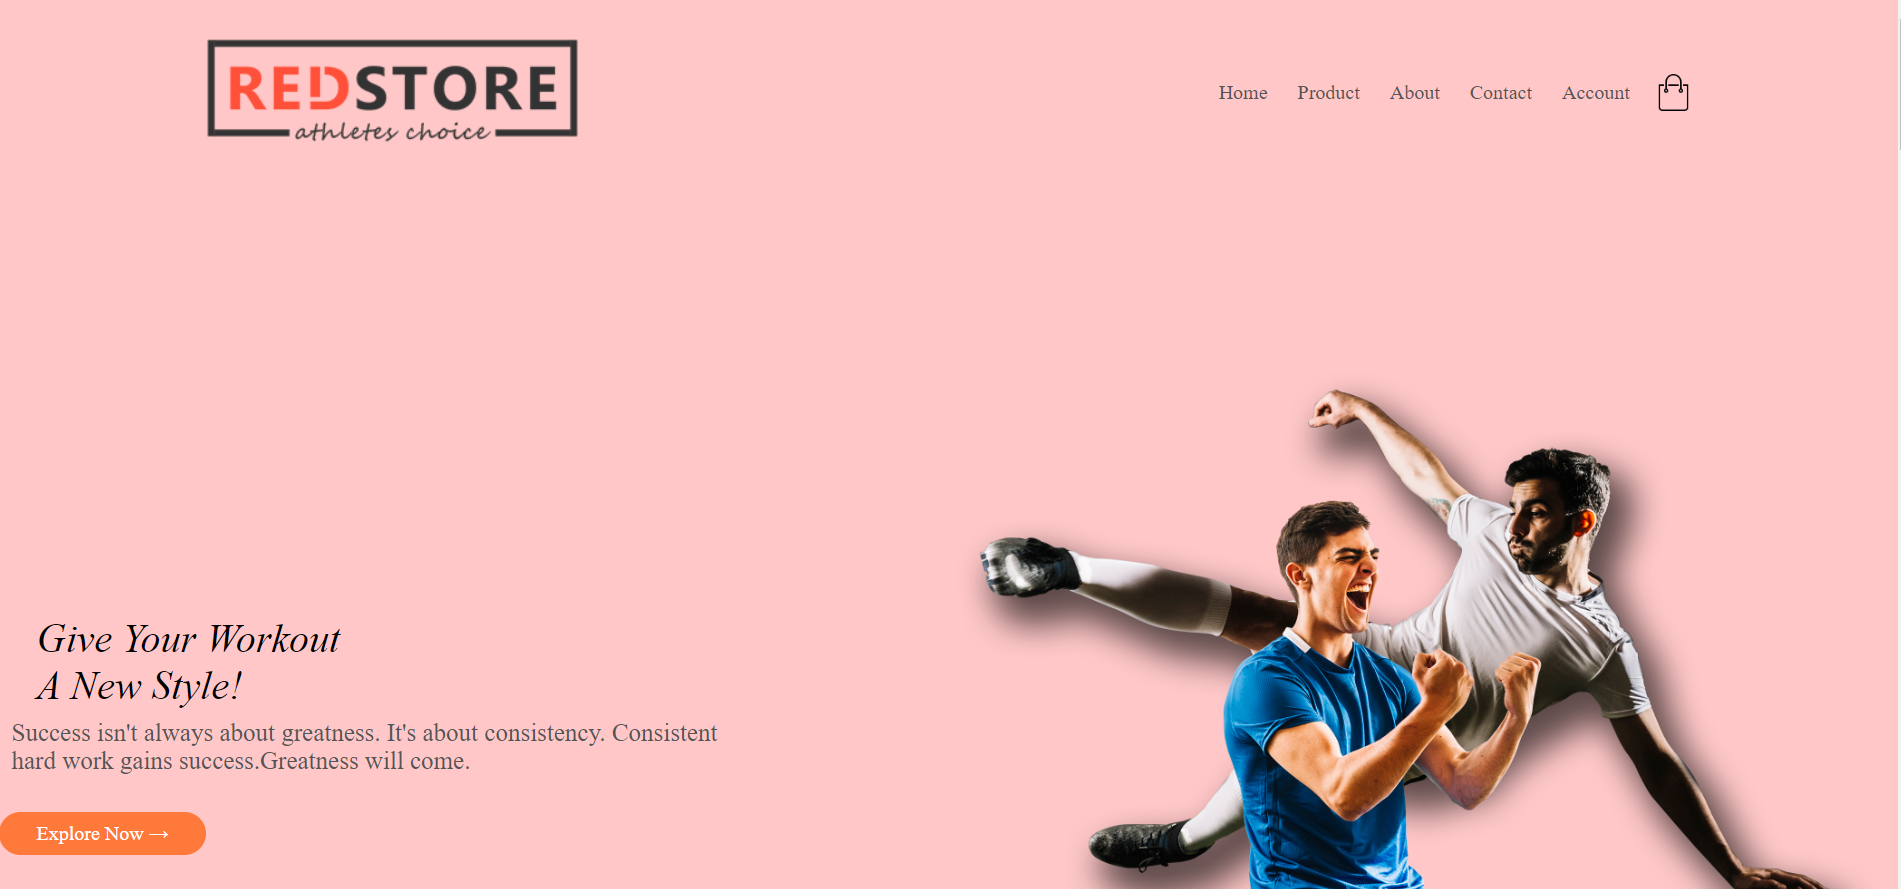 REDSTORE
athletes choice
Home Product About Contact Account
Give Your Workout
A New Style!
Success isn't always about greatness. It's about consistency. Consistent
hard work gains success.Greatness will come.
Explore Now →